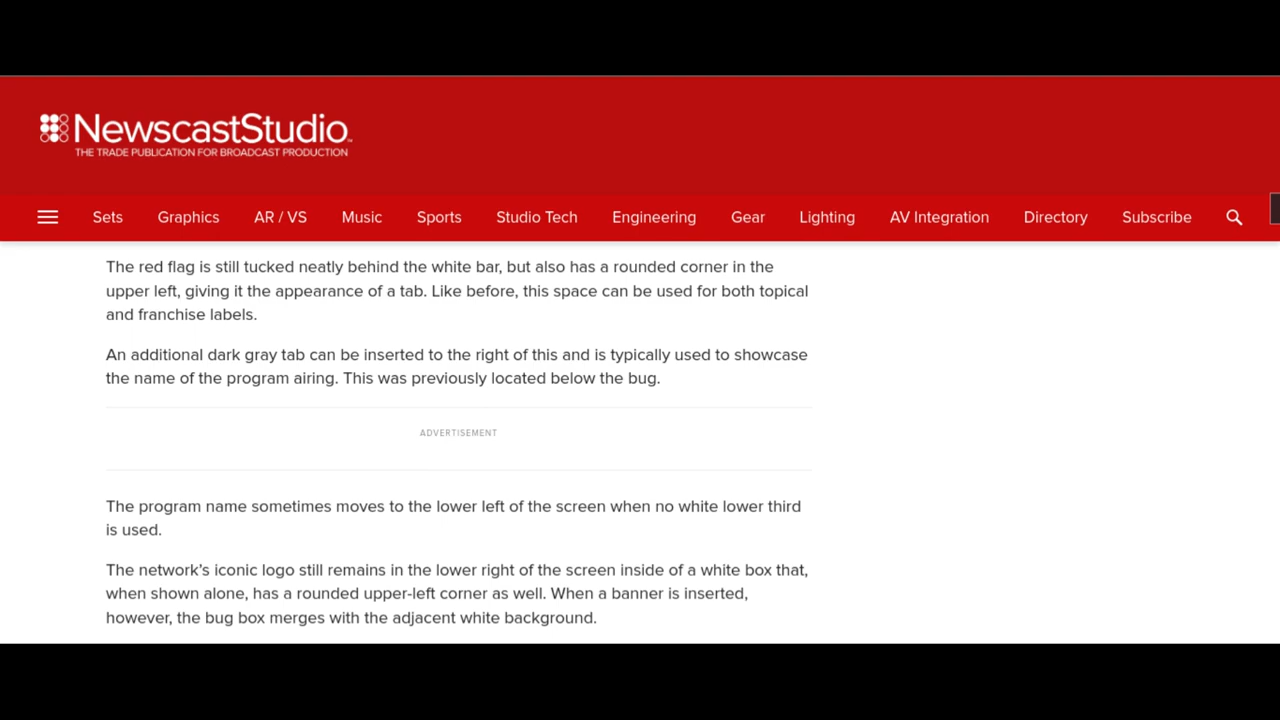 NewscastStudio
THE TRADE PUBLICATION FOR BROADCAST PRODUCTION
Sets Graphics AR / VS Music Sports Studio Tech Engineering Gear Lighting AV Integration Directory Subscribe
The red flag is still tucked neatly behind the white bar, but also has a rounded corner in the
upper left, giving it the appearance of a tab. Like before, this space can be used for both topical
and franchise labels.
An additional dark gray tab can be inserted to the right of this and is typically used to showcase
the name of the program airing. This was previously located below the bug.
ADVERTISEMENT
The program name sometimes moves to the lower left of the screen when no white lower third
is used.
The network’s iconic logo still remains in the lower right of the screen inside of a white box that,
when shown alone, has a rounded upper-left corner as well. When a banner is inserted,
however, the bug box merges with the adjacent white background.